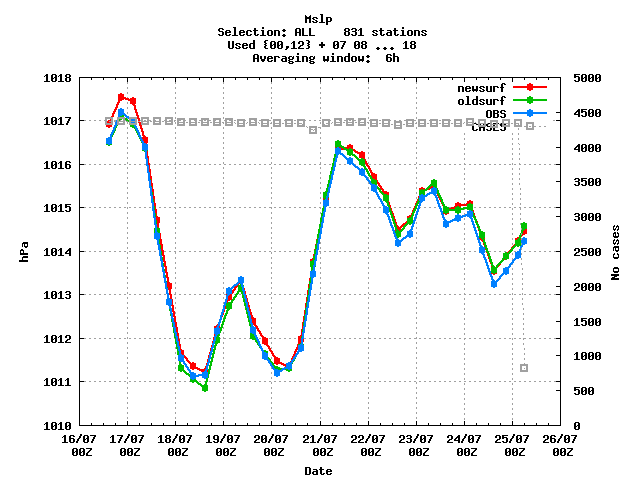 Mslp
Selection: ALL    831 stations
Used {00,12} + 07 08 ... 18
Averaging window:  6h
newsurf
oldsurf
OBS
CASES
1018
1017
1016
1015
1014
1013
1012
1011
1010
hPa
5000
4500
4000
3500
3000
2500
2000
1500
1000
500
0
No cases
16/07 17/07 18/07 19/07 20/07 21/07 22/07 23/07 24/07 25/07 26/07
00Z 00Z 00Z 00Z 00Z 00Z 00Z 00Z 00Z 00Z 00Z
Date